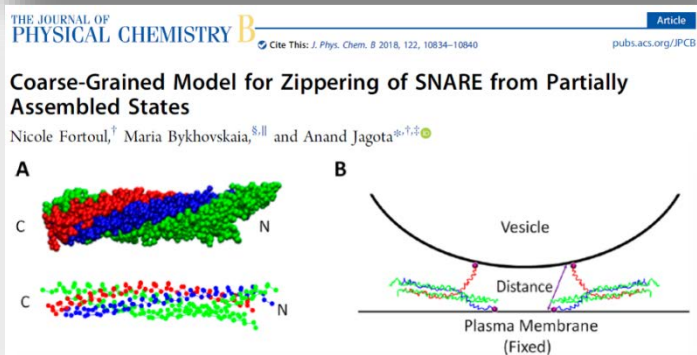 THE JOURNAL OF
PHYSICAL CHEMISTRY B
Cite This: J. Phys. Chem. B 2018, 122, 10834−10840
Article
pubs.acs.org/JPCB
Coarse-Grained Model for Zippering of SNARE from Partially
Assembled States
Nicole Fortoul,† Maria Bykhovskaia,§,∥ and Anand Jagota*,†,‡
A
C
N
C
N
B
Vesicle
Distance
Plasma Membrane
(Fixed)